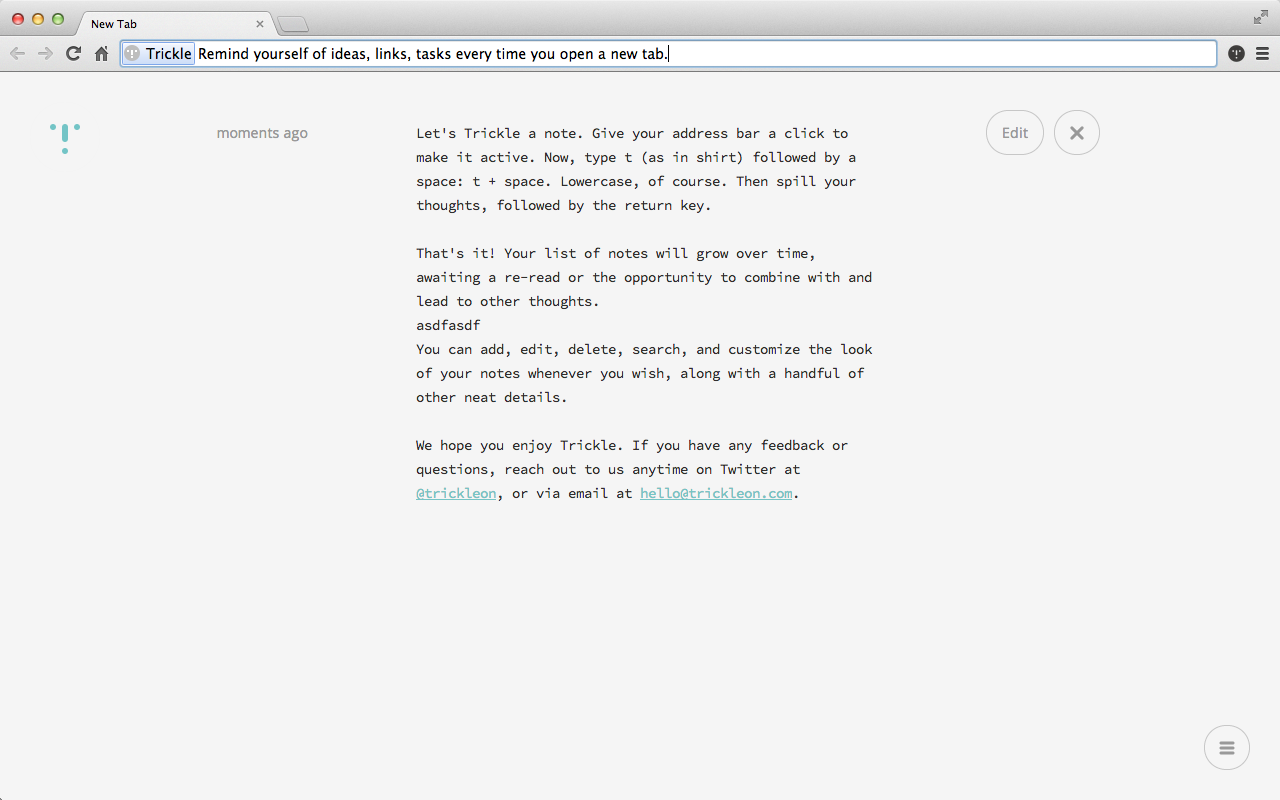 New Tab
Trickle Remind yourself of ideas, links, tasks every time you open a new tab.
moments ago
Let's Trickle a note. Give your address bar a click to
make it active. Now, type t (as in shirt) followed by a
space: t + space. Lowercase, of course. Then spill your
thoughts, followed by the return key.
That's it! Your list of notes will grow over time,
awaiting a re-read or the opportunity to combine with and
lead to other thoughts.
asdfasdf
You can add, edit, delete, search, and customize the look
of your notes whenever you wish, along with a handful of
other neat details.
We hope you enjoy Trickle. If you have any feedback or
questions, reach out to us anytime on Twitter at
@trickleon, or via email at hello@trickleon.com.
Edit